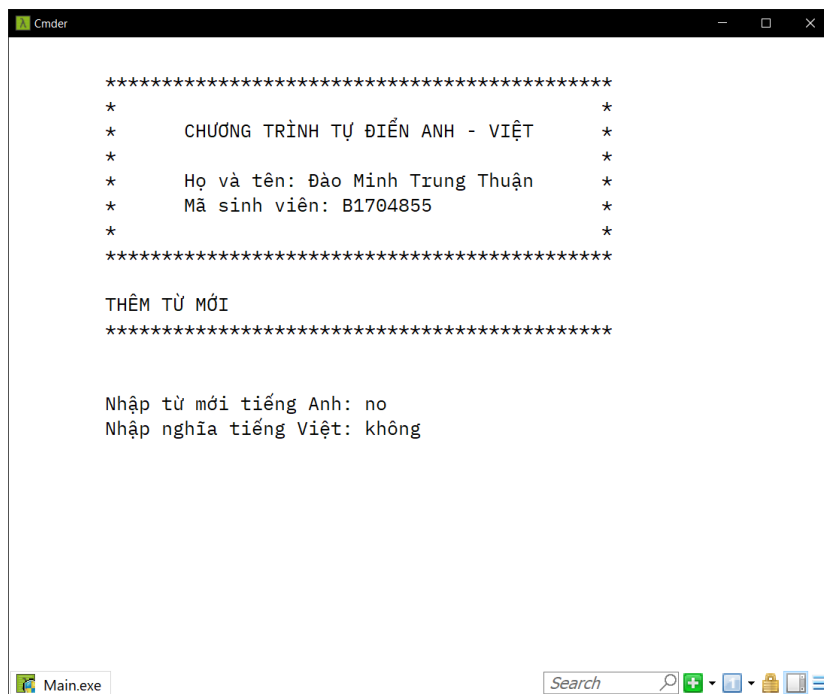 Cmder
*********************************************
* *
* CHƯƠNG TRÌNH TỰ ĐIỂN ANH - VIỆT *
* *
* Họ và tên: Đào Minh Trung Thuận *
* Mã sinh viên: B1704855 *
* *
*********************************************
THÊM TỪ MỚI
*********************************************
Nhập từ mới tiếng Anh: no
Nhập nghĩa tiếng Việt: không
Main.exe
Search